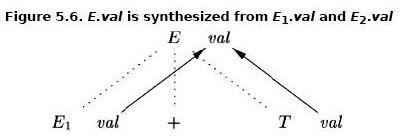 Figure 5.6. E.val is synthesized from E₁.val and E₂.val
E val
E₁ val + T val